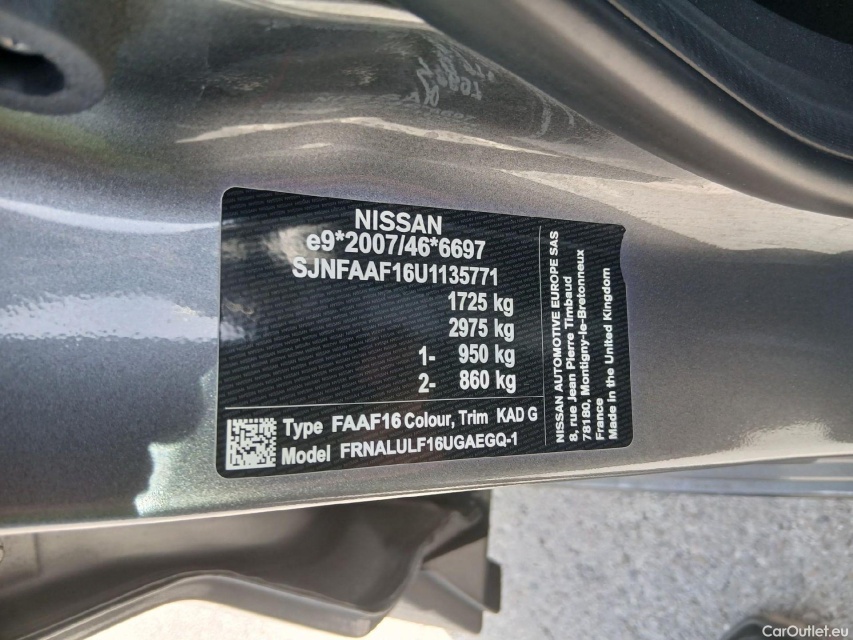 NISSAN
e9*2007/46*6697
SJNFAAF16U1135771
1725 kg
2975 kg
1- 950 kg
2- 860 kg
Type FAAF16 Colour, Trim KAD G
Model FRNALULF16UGAEGQ-1
NISSAN AUTOMOTIVE EUROPE SAS
8, rue Jean Pierre Timbaud
78180, Montigny-le-Bretonneux
France
Made in the United Kingdom
CarOutlet.eu